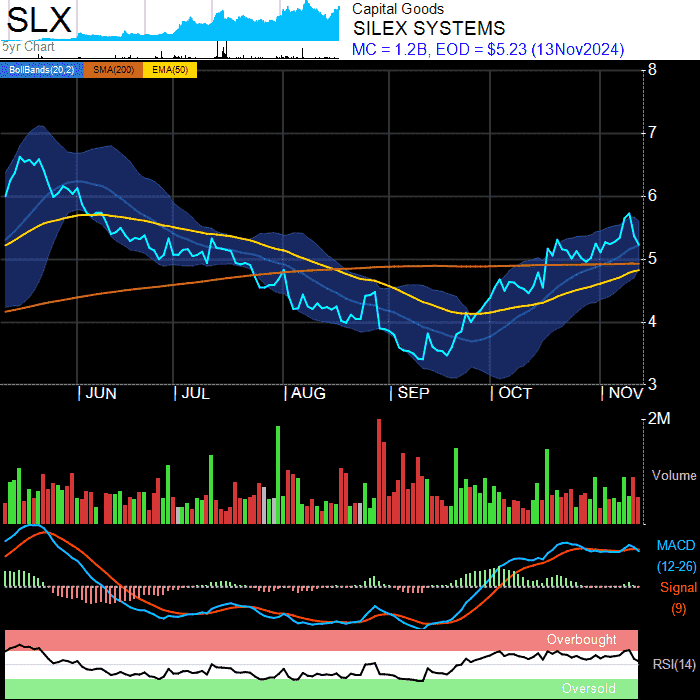 SLX
5yr Chart
Capital Goods
SILEX SYSTEMS
MC = 1.2B, EOD = $5.23 (13Nov2024)
BollBands(20,2) SMA(200) EMA(50)
8
7
6
5
4
3
JUN JUL AUG SEP OCT NOV
2M
Volume
MACD
(12-26)
Signal
(9)
Overbought
RSI(14)
Oversold